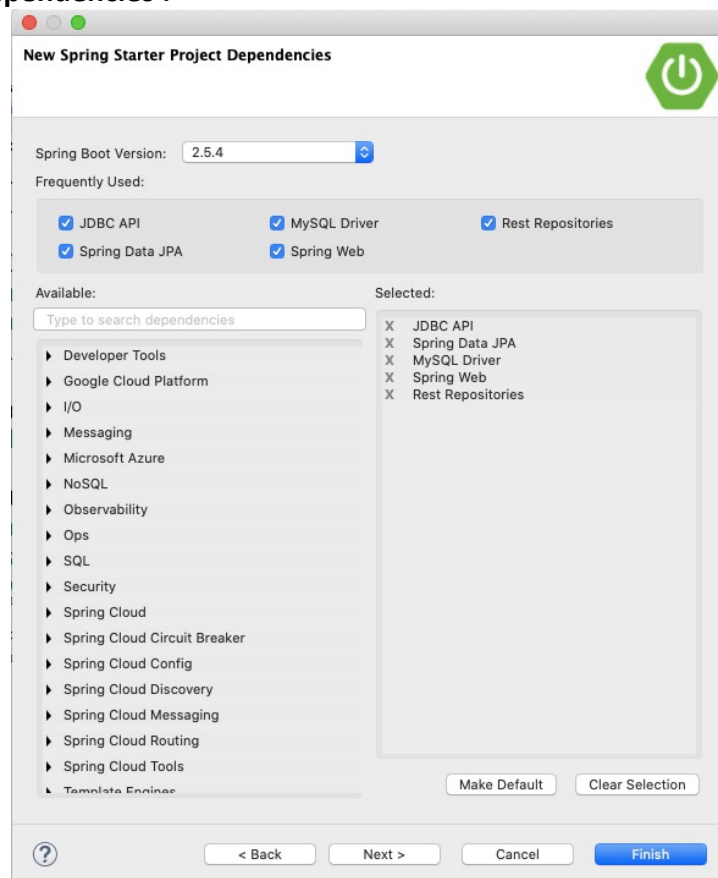 pendencies :
New Spring Starter Project Dependencies
Spring Boot Version: 2.5.4
Frequently Used:
JDBC API MySQL Driver Rest Repositories
Spring Data JPA Spring Web
Available: Selected:
Type to search dependencies
Developer Tools
Google Cloud Platform
I/O
Messaging
Microsoft Azure
NoSQL
Observability
Ops
SQL
Security
Spring Cloud
Spring Cloud Circuit Breaker
Spring Cloud Config
Spring Cloud Discovery
Spring Cloud Messaging
Spring Cloud Routing
Spring Cloud Tools
Template Engines
X JDBC API
X Spring Data JPA
X MySQL Driver
X Spring Web
X Rest Repositories
Make Default Clear Selection
? < Back Next > Cancel Finish